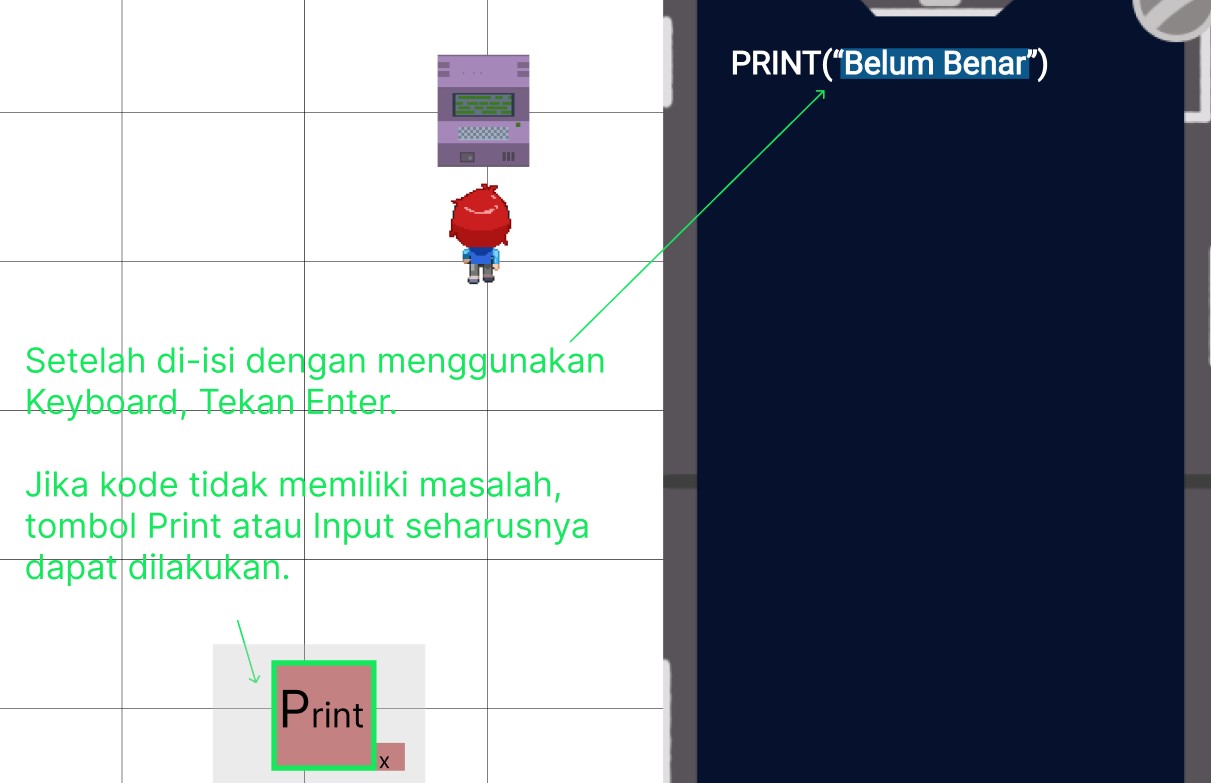 PRINT(“Belum Benar”)
Setelah di-isi dengan menggunakan
Keyboard, Tekan Enter.
Jika kode tidak memiliki masalah,
tombol Print atau Input seharusnya
dapat dilakukan.
Print
x